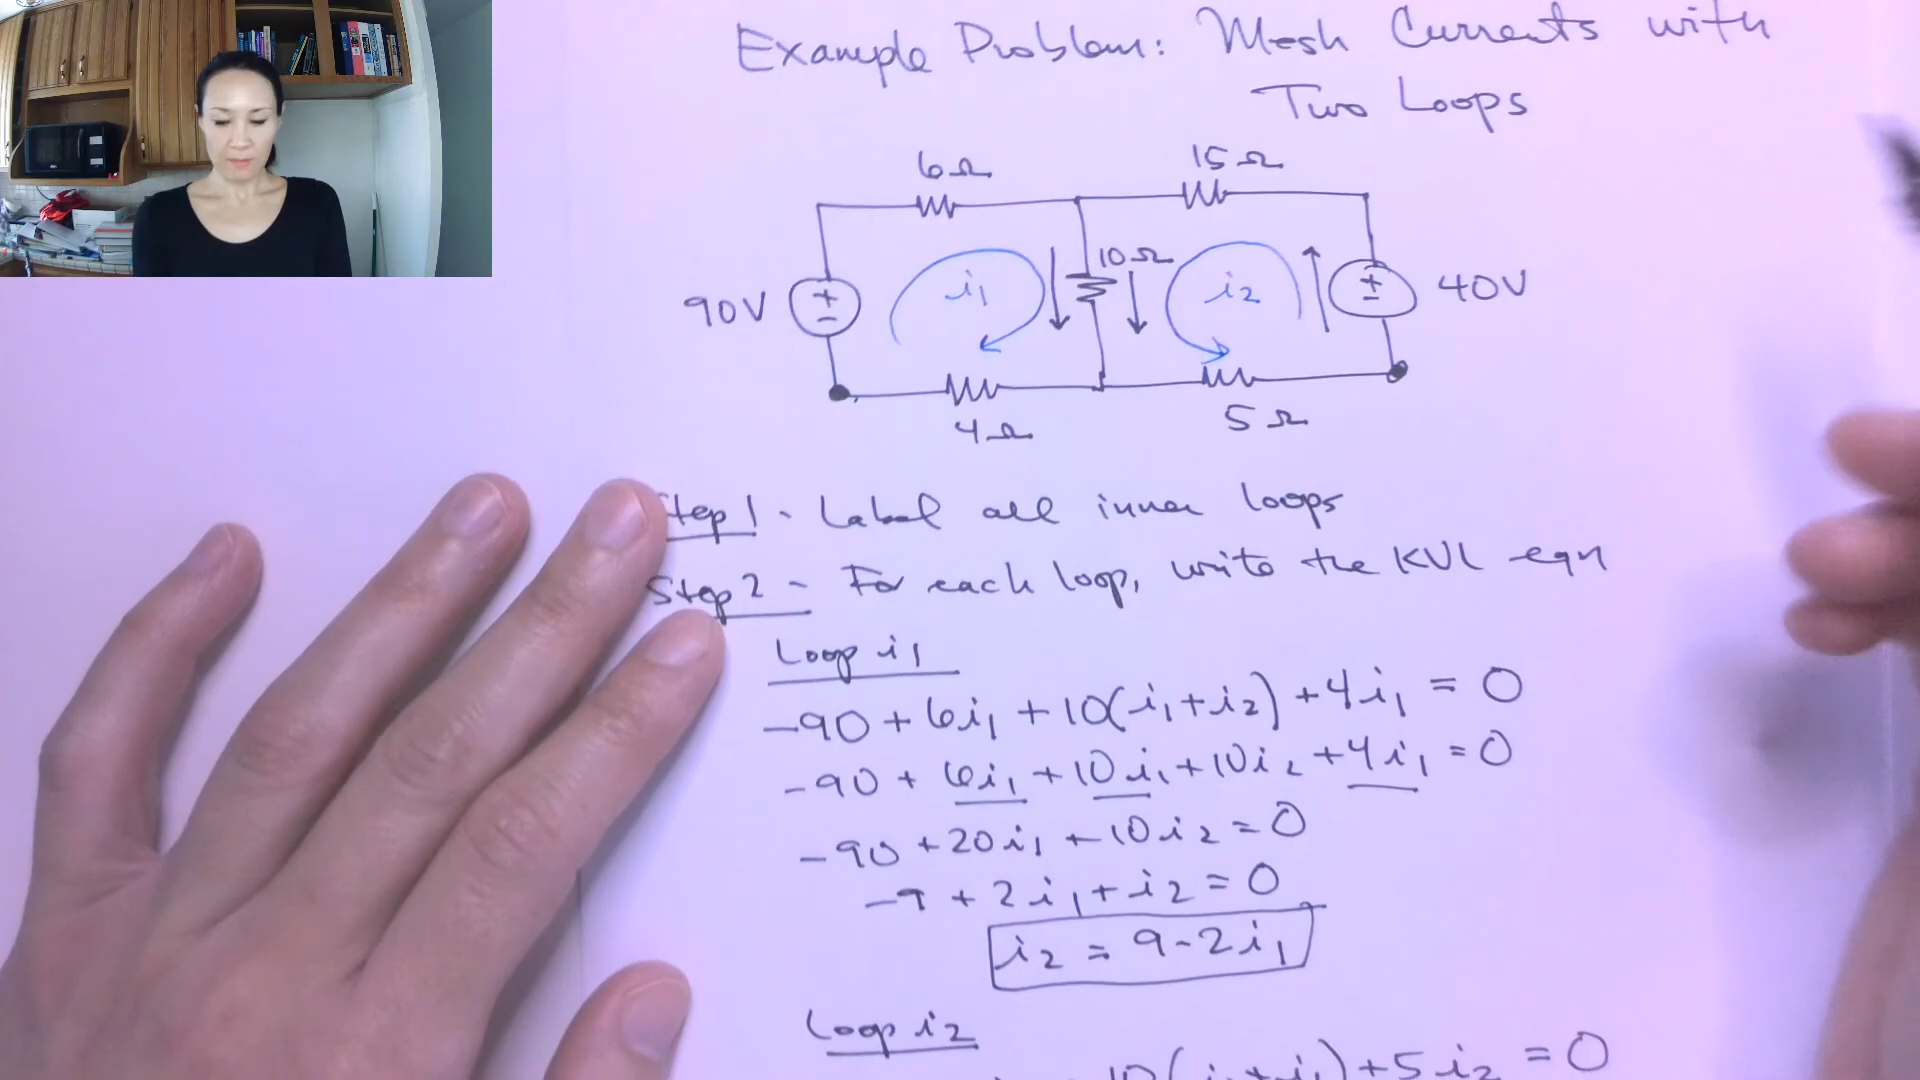 Example Problem: Mesh Currents with
Two Loops
6Ω
15Ω
10Ω
i1
i2
90V
+
−
+
−
40V
4Ω
5Ω
Step 1 - Label all inner loops
Step 2 - For each loop, write the KVL eqn
Loop i1
-90 + 6i1 + 10(i1+i2) + 4i1 = 0
-90 + 6i1 + 10i1 + 10i2 + 4i1 = 0
-90 + 20i1 + 10i2 = 0
-9 + 2i1 + i2 = 0
i2 = 9 - 2i1
Loop i2
+5i2 = 0